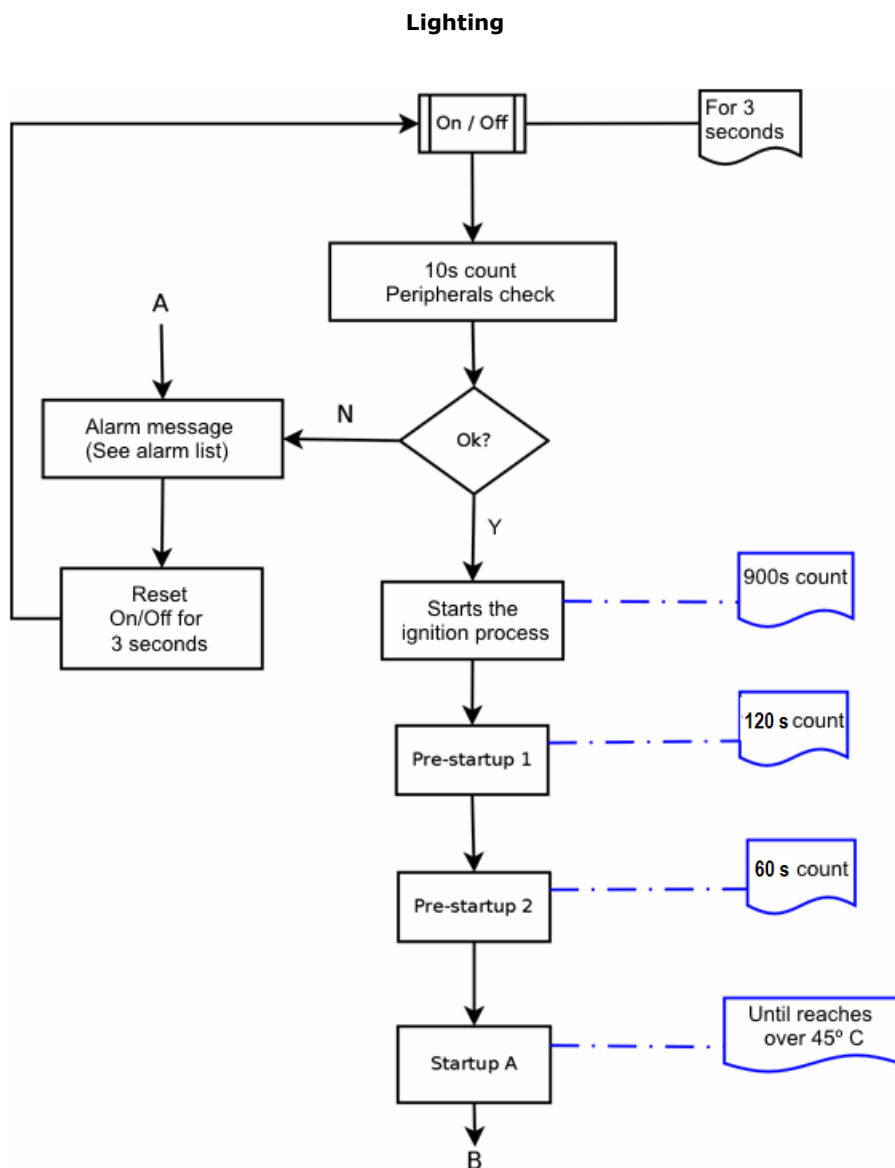 Lighting
On / Off
For 3
seconds
10s count
Peripherals check
A
Alarm message
(See alarm list)
N
Ok?
Y
Reset
On/Off for
3 seconds
Starts the
ignition process
900s count
Pre-startup 1
120 s count
Pre-startup 2
60 s count
Startup A
Until reaches
over 45º C
B